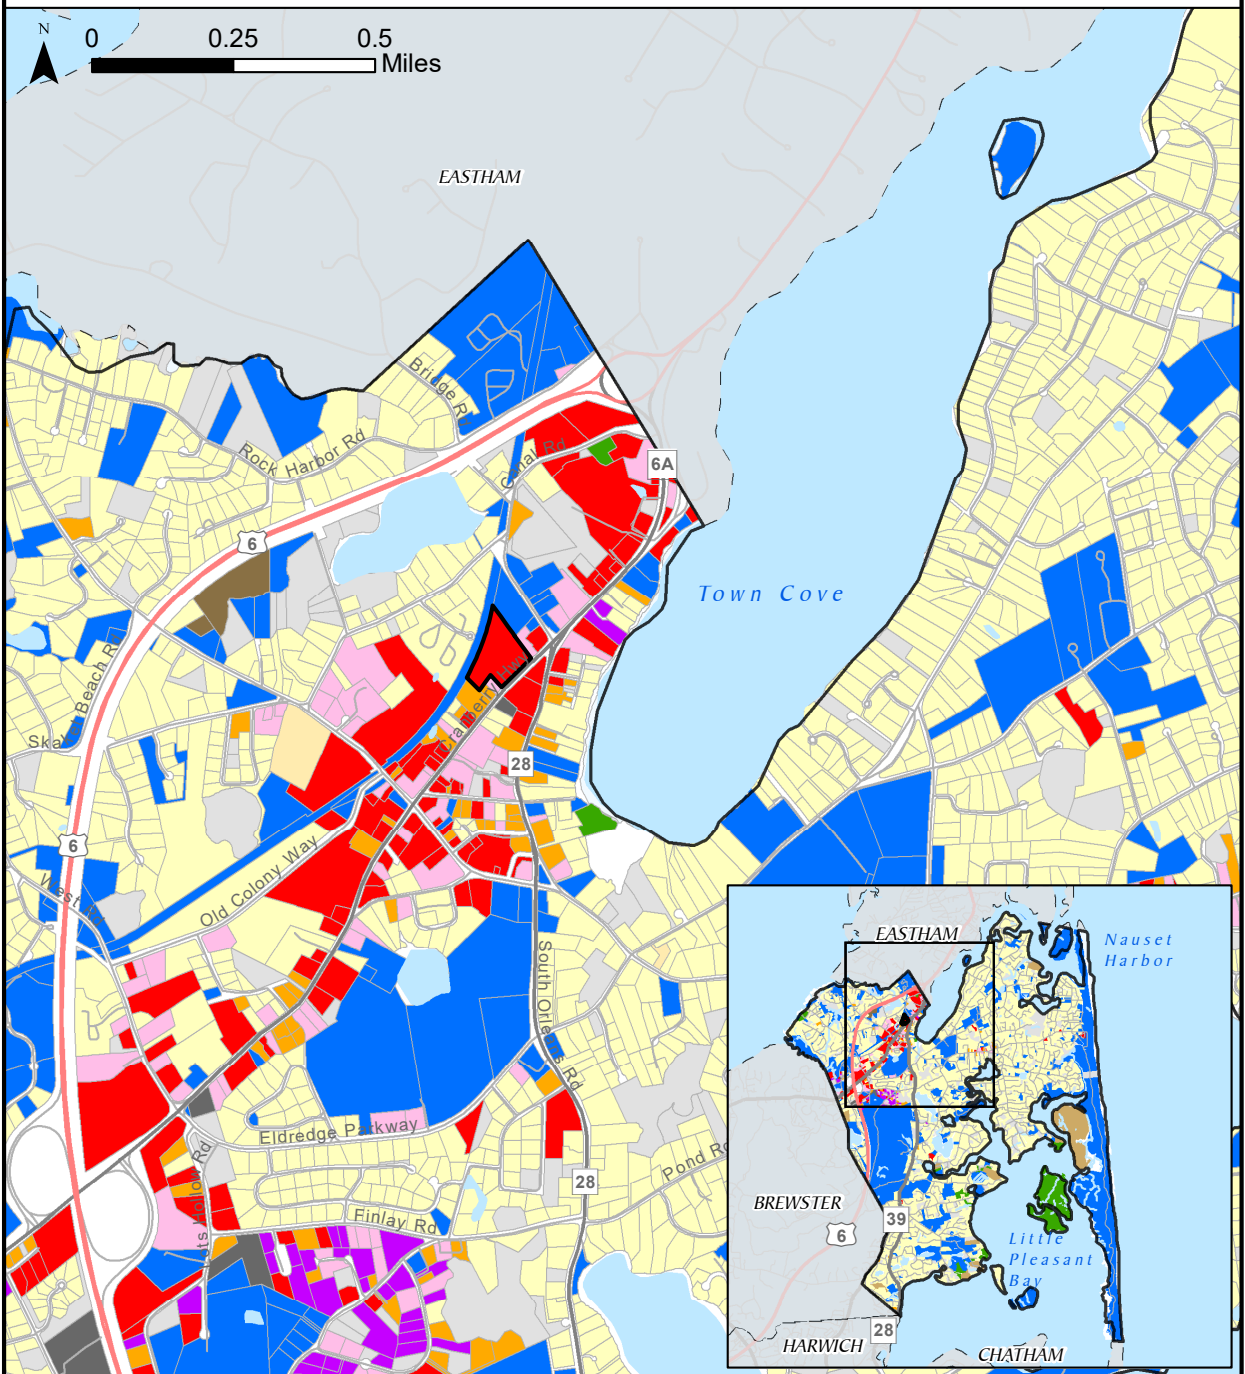 N
0 0.25 0.5
Miles
EASTHAM
Bridge Rd
Rock Harbor Rd
Canal Rd
6A
6
Town Cove
Skaket Beach Rd
Cranberry Hwy
28
6
Old Colony Way
West Rd
South Orleans Rd
Eldredge Parkway
Pond Rd
28
Finlay Rd
EASTHAM
Nauset
Harbor
BREWSTER
39
6
Little
Pleasant
Bay
28
HARWICH
CHATHAM